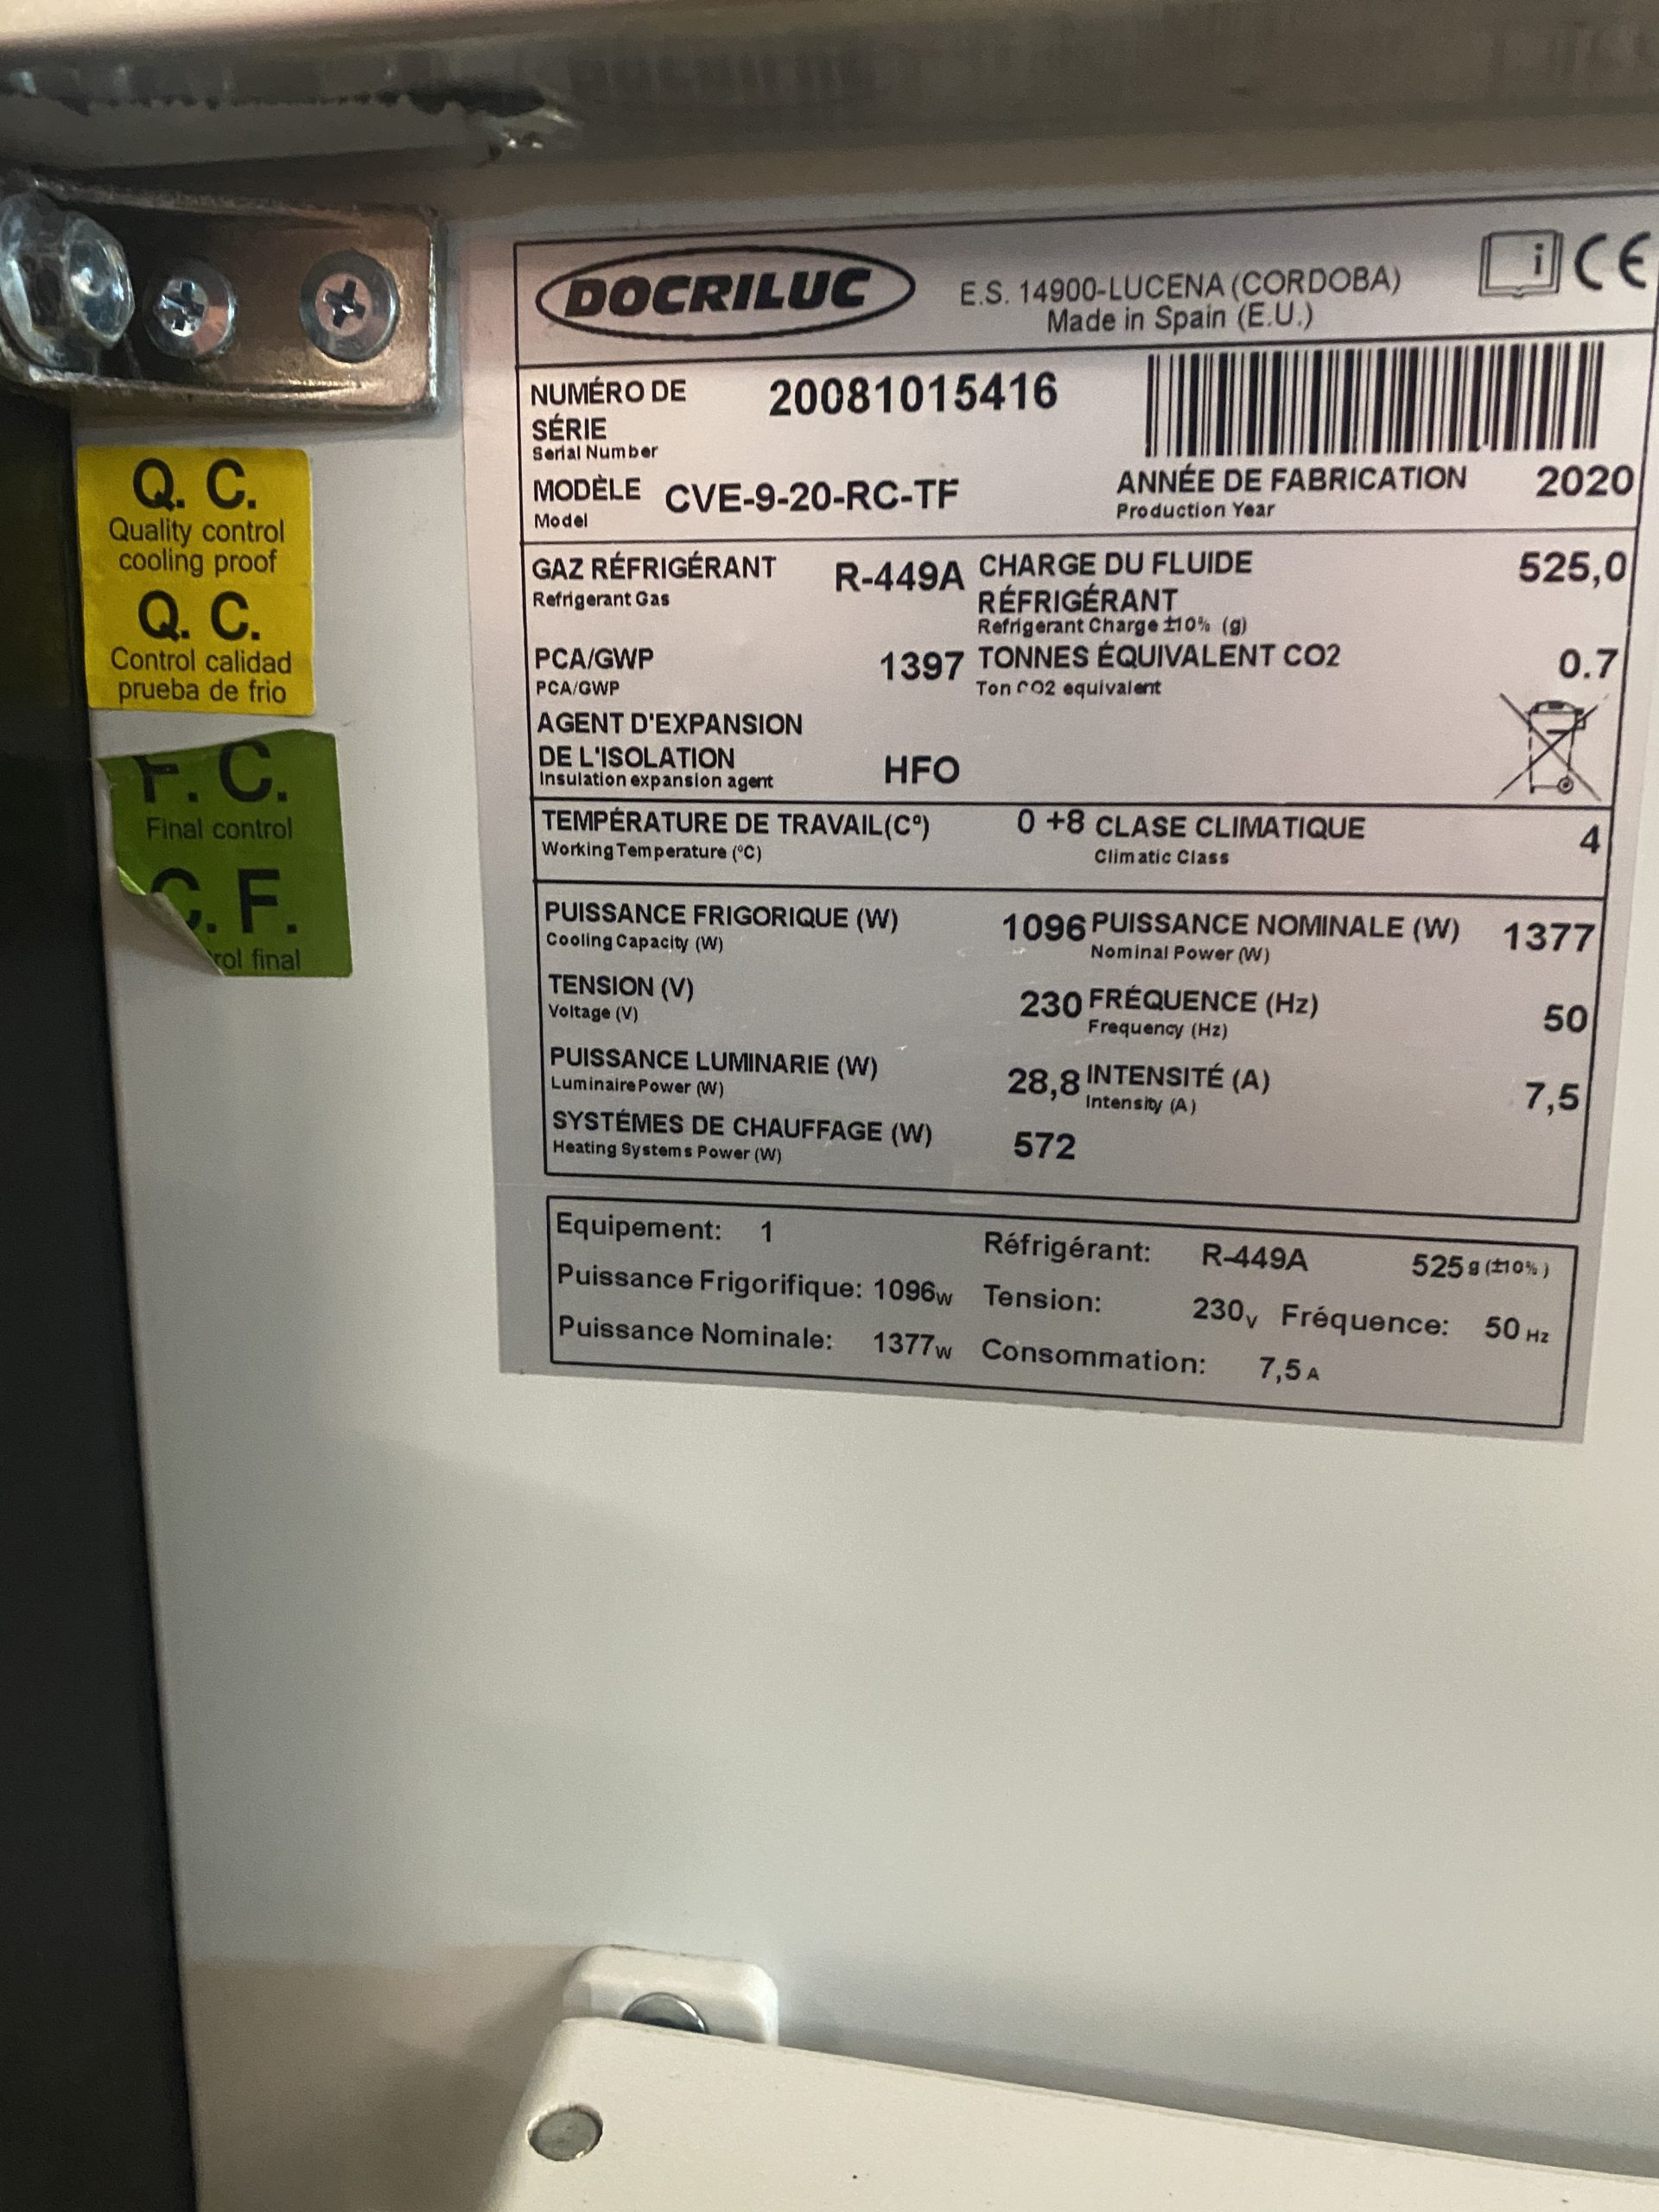 DOCRILUC E.S. 14900-LUCENA (CORDOBA) i CE
Made in Spain (E.U.)
NUMÉRO DE SÉRIE 20081015416
Serial Number
MODÈLE CVE-9-20-RC-TF ANNÉE DE FABRICATION 2020
Model Production Year
GAZ RÉFRIGÉRANT R-449A CHARGE DU FLUIDE RÉFRIGÉRANT 525,0
Refrigerant Gas Refrigerant Charge ±10% (g)
PCA/GWP 1397 TONNES ÉQUIVALENT CO2 0.7
PCA/GWP Ton CO2 equivalent
AGENT D'EXPANSION
DE L'ISOLATION HFO
Insulation expansion agent
TEMPÉRATURE DE TRAVAIL(Cº) 0 +8 CLASE CLIMATIQUE 4
Working Temperature (ºC) Climatic Class
PUISSANCE FRIGORIQUE (W) 1096 PUISSANCE NOMINALE (W) 1377
Cooling Capacity (W) Nominal Power (W)
TENSION (V) 230 FRÉQUENCE (Hz) 50
Voltage (V) Frequency (Hz)
PUISSANCE LUMINARIE (W) 28,8 INTENSITÉ (A) 7,5
Luminaire Power (W) Intensity (A)
SYSTÉMES DE CHAUFFAGE (W) 572
Heating Systems Power (W)
Equipement: 1 Réfrigérant: R-449A 525 g (±10%)
Puissance Frigorifique: 1096w Tension: 230v Fréquence: 50 Hz
Puissance Nominale: 1377w Consommation: 7,5 A
Q. C.
Quality control
cooling proof
Q. C.
Control calidad
prueba de frio
F. C.
Final control
C. F.
rol final